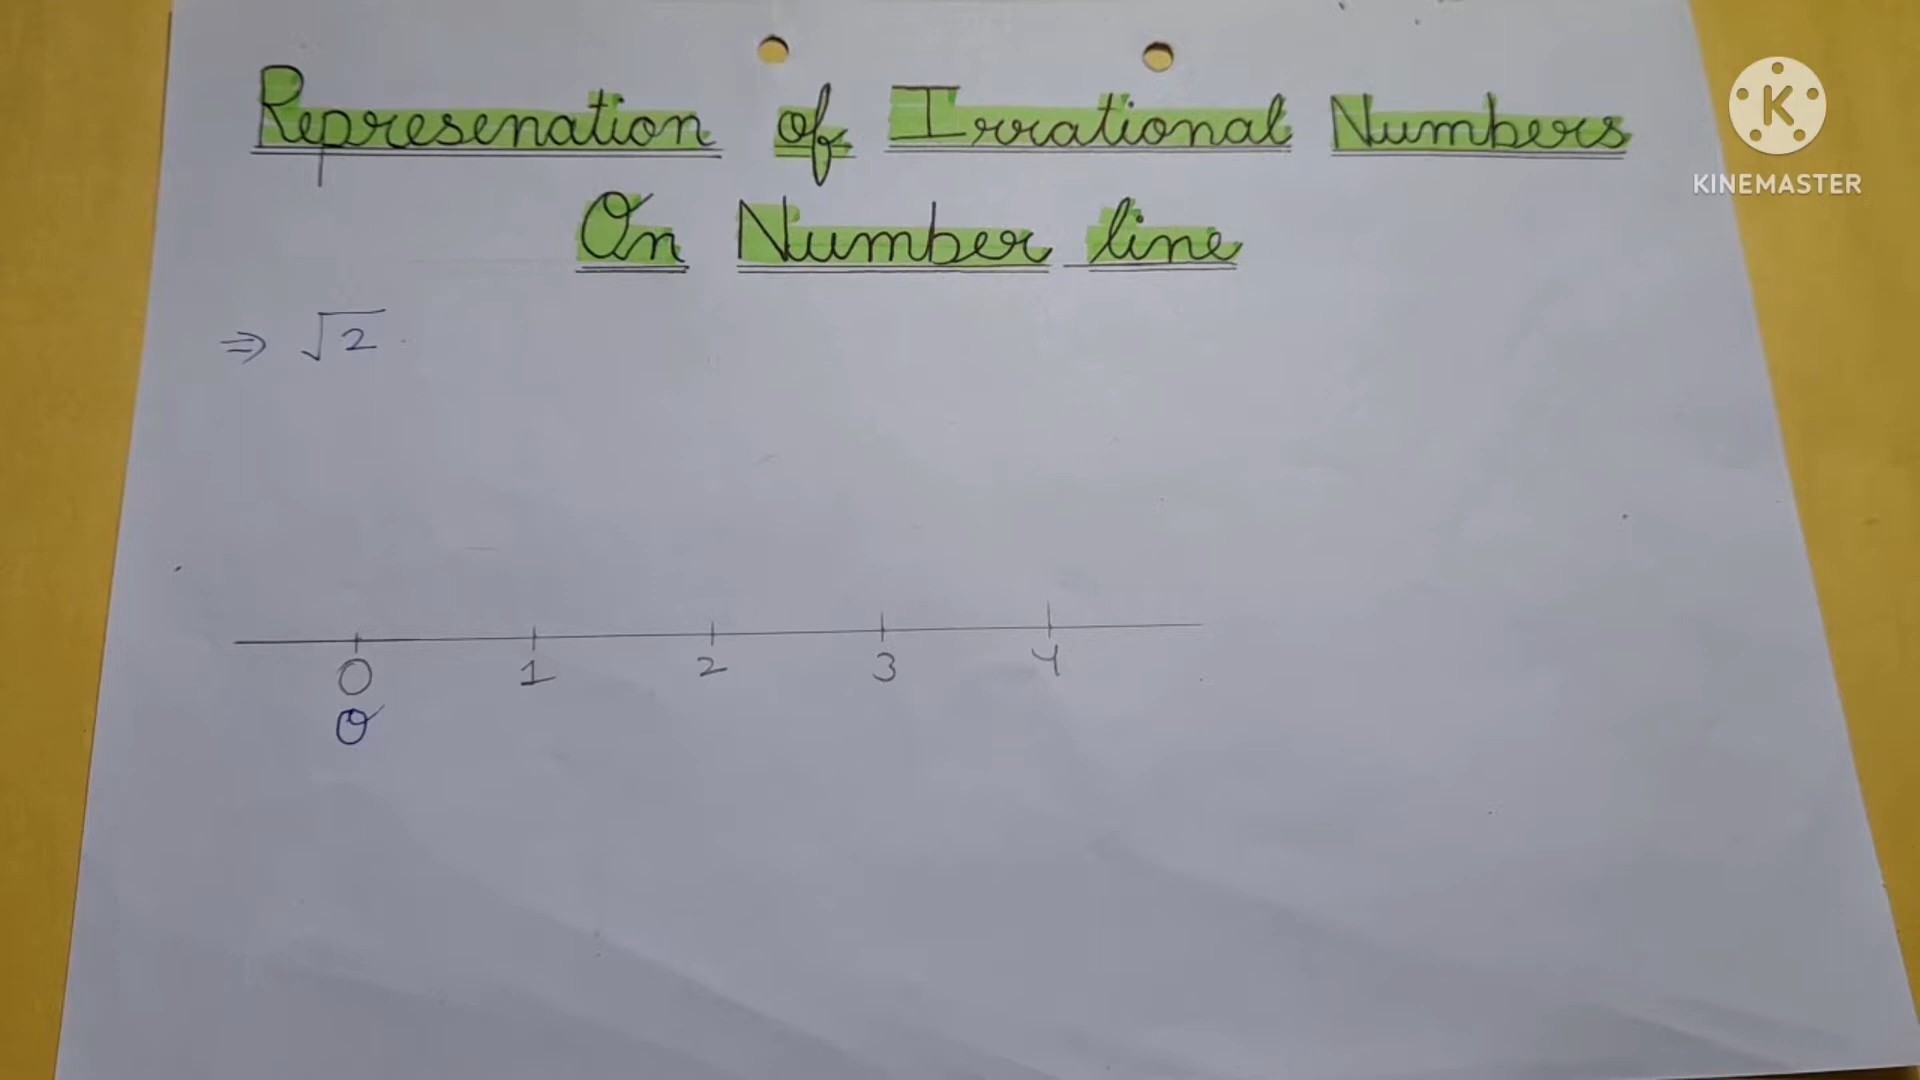 Represenation of Irrational Numbers
On Number line
K
KINEMASTER
⇒ √2
0 1 2 3 4
O